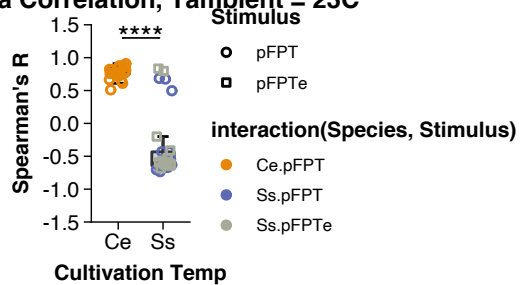 a Correlation, Tambient = 23C
Stimulus
pFPT
pFPTe
interaction(Species, Stimulus)
Ce.pFPT
Ss.pFPT
Ss.pFPTe
****
1.5
1.0
0.5
0.0
-0.5
-1.0
-1.5
Spearman's R
Ce
Ss
Cultivation Temp